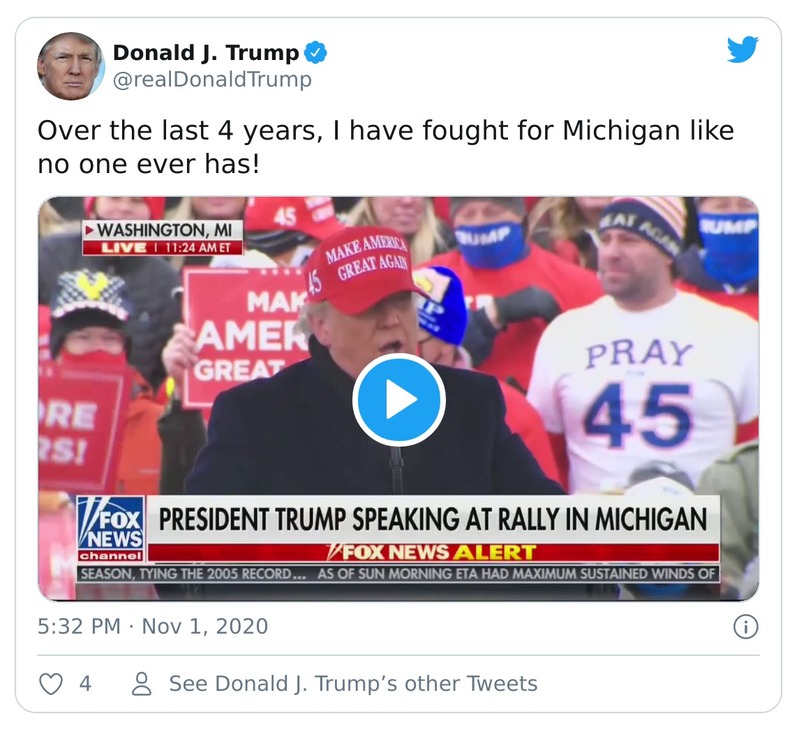 Donald J. Trump
@realDonaldTrump
Over the last 4 years, I have fought for Michigan like
no one ever has!
WASHINGTON, MI
LIVE | 11:24 AM ET
45
MAKE AMERICA
GREAT AGAIN
45
TRUMP
EAT AGAIN
RUMP
MAK
AMER
GREAT
PRAY
45
ORE
RS!
FOX
NEWS
channel
PRESIDENT TRUMP SPEAKING AT RALLY IN MICHIGAN
FOX NEWS ALERT
SEASON, TYING THE 2005 RECORD... AS OF SUN MORNING ETA HAD MAXIMUM SUSTAINED WINDS OF
5:32 PM · Nov 1, 2020
4
See Donald J. Trump’s other Tweets